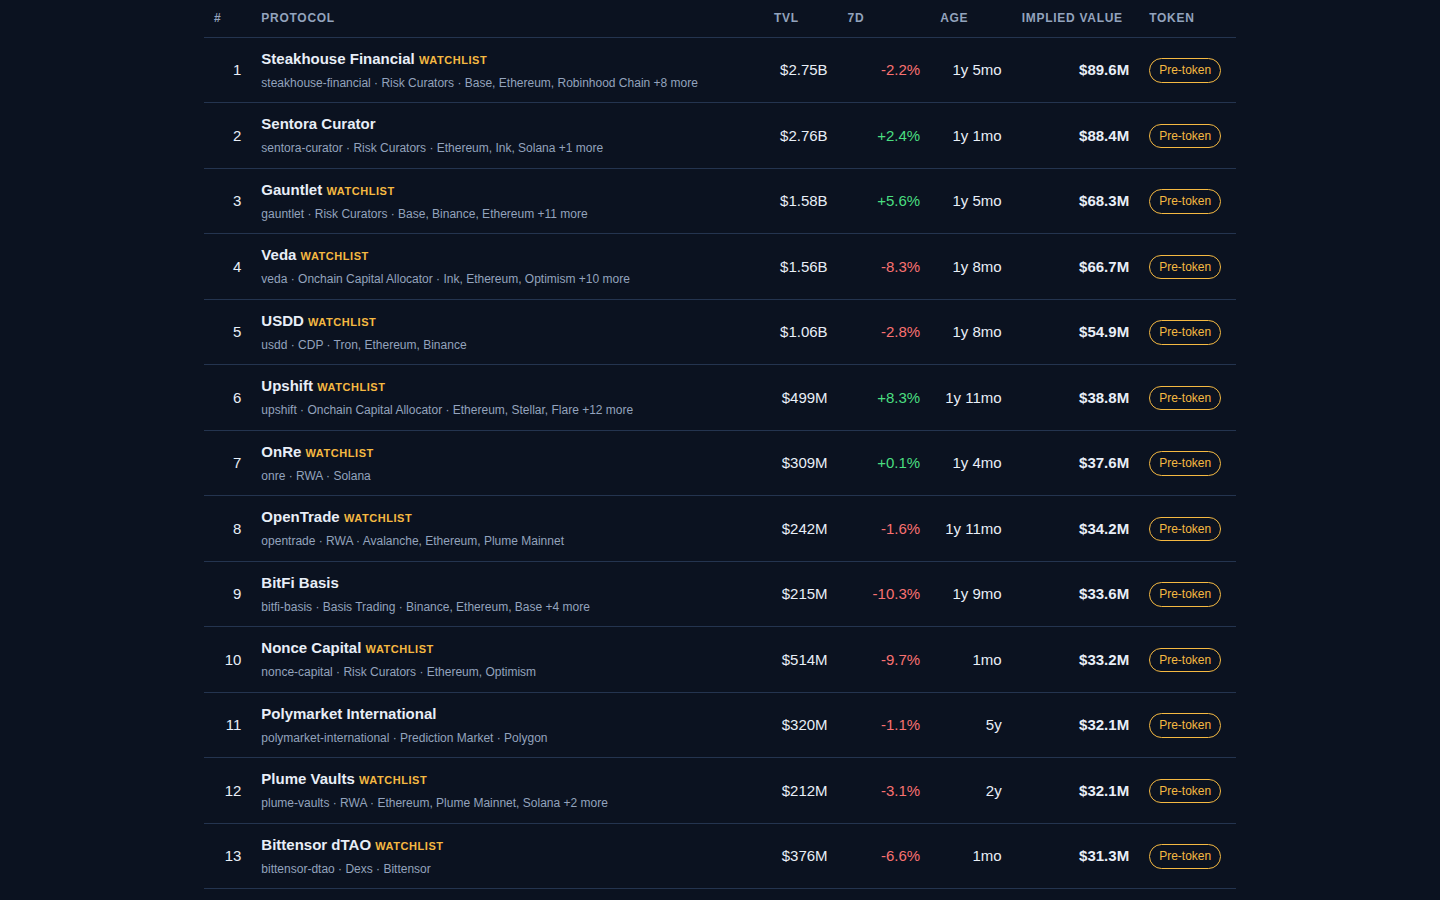 # PROTOCOL TVL 7D AGE IMPLIED VALUE TOKEN
Steakhouse Financial WATCHLIST
1 $2.75B -2.2% 1y 5mo $89.6M Pre-token
steakhouse-financial · Risk Curators · Base, Ethereum, Robinhood Chain +8 more
Sentora Curator
2 $2.76B +2.4% 1y 1mo $88.4M Pre-token
sentora-curator · Risk Curators · Ethereum, Ink, Solana +1 more
Gauntlet WATCHLIST
3 $1.58B +5.6% 1y 5mo $68.3M Pre-token
gauntlet · Risk Curators · Base, Binance, Ethereum +11 more
Veda WATCHLIST
4 $1.56B -8.3% 1y 8mo $66.7M Pre-token
veda · Onchain Capital Allocator · Ink, Ethereum, Optimism +10 more
USDD WATCHLIST
5 $1.06B -2.8% 1y 8mo $54.9M Pre-token
usdd · CDP · Tron, Ethereum, Binance
Upshift WATCHLIST
6 $499M +8.3% 1y 11mo $38.8M Pre-token
upshift · Onchain Capital Allocator · Ethereum, Stellar, Flare +12 more
OnRe WATCHLIST
7 $309M +0.1% 1y 4mo $37.6M Pre-token
onre · RWA · Solana
OpenTrade WATCHLIST
8 $242M -1.6% 1y 11mo $34.2M Pre-token
opentrade · RWA · Avalanche, Ethereum, Plume Mainnet
BitFi Basis
9 $215M -10.3% 1y 9mo $33.6M Pre-token
bitfi-basis · Basis Trading · Binance, Ethereum, Base +4 more
Nonce Capital WATCHLIST
10 $514M -9.7% 1mo $33.2M Pre-token
nonce-capital · Risk Curators · Ethereum, Optimism
Polymarket International
11 $320M -1.1% 5y $32.1M Pre-token
polymarket-international · Prediction Market · Polygon
Plume Vaults WATCHLIST
12 $212M -3.1% 2y $32.1M Pre-token
plume-vaults · RWA · Ethereum, Plume Mainnet, Solana +2 more
Bittensor dTAO WATCHLIST
13 $376M -6.6% 1mo $31.3M Pre-token
bittensor-dtao · Dexs · Bittensor